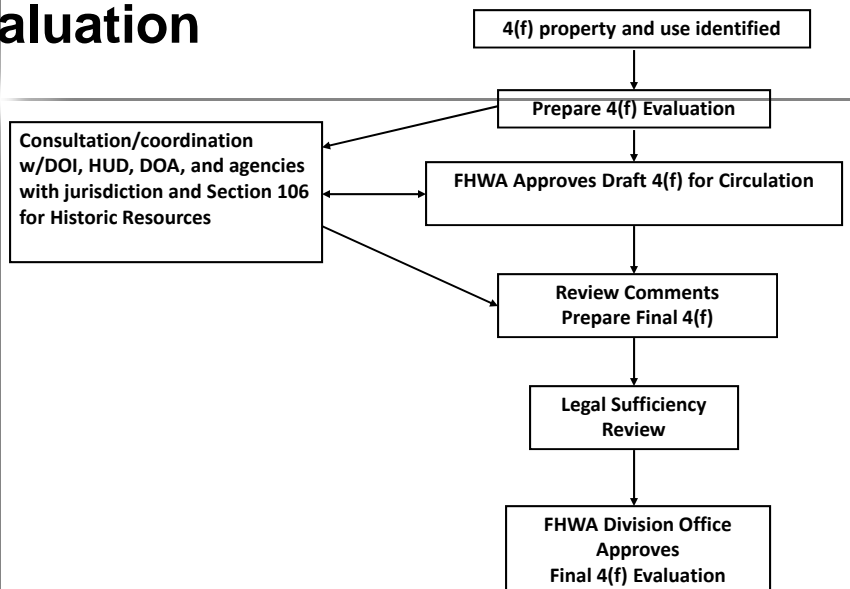 aluation
4(f) property and use identified
Prepare 4(f) Evaluation
Consultation/coordination
w/DOI, HUD, DOA, and agencies
with jurisdiction and Section 106
for Historic Resources
FHWA Approves Draft 4(f) for Circulation
Review Comments
Prepare Final 4(f)
Legal Sufficiency
Review
FHWA Division Office
Approves
Final 4(f) Evaluation